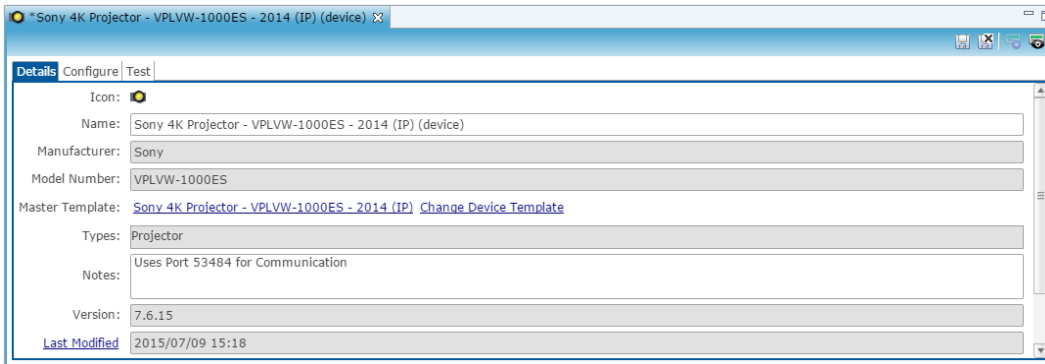 *Sony 4K Projector - VPLVW-1000ES - 2014 (IP) (device)
Details Configure Test
Icon:
Name: Sony 4K Projector - VPLVW-1000ES - 2014 (IP) (device)
Manufacturer: Sony
Model Number: VPLVW-1000ES
Master Template: Sony 4K Projector - VPLVW-1000ES - 2014 (IP) Change Device Template
Types: Projector
Notes: Uses Port 53484 for Communication
Version: 7.6.15
Last Modified 2015/07/09 15:18